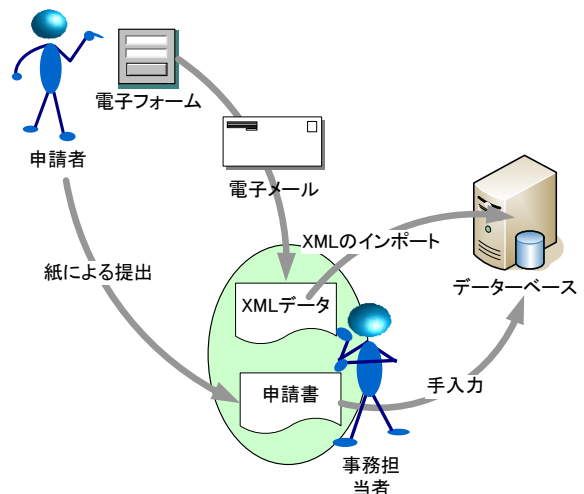 電子フォーム
申請者
電子メール
XMLのインポート
データーベース
紙による提出
XMLデータ
申請書
手入力
事務担
当者